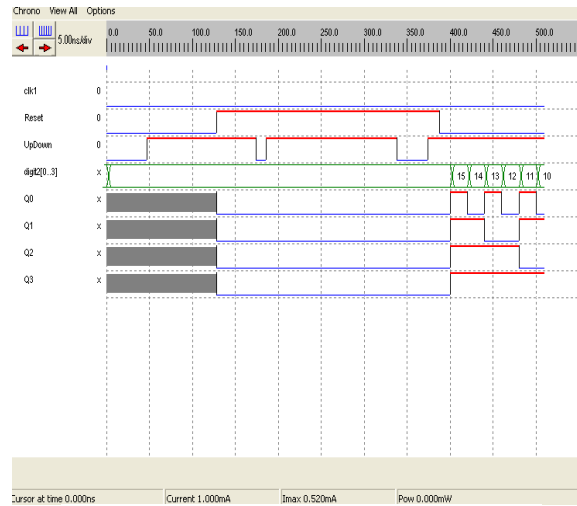 Chrono View All Options
5.00ns/div
0.0 50.0 100.0 150.0 200.0 250.0 300.0 350.0 400.0 450.0 500.0
clk1 0
Reset 0
UpDown 0
digit2[0..3] x 15 14 13 12 11 10
Q0 x
Q1 x
Q2 x
Q3 x
Cursor at time 0.000ns Current 1.000mA Imax 0.520mA Pow 0.000mW